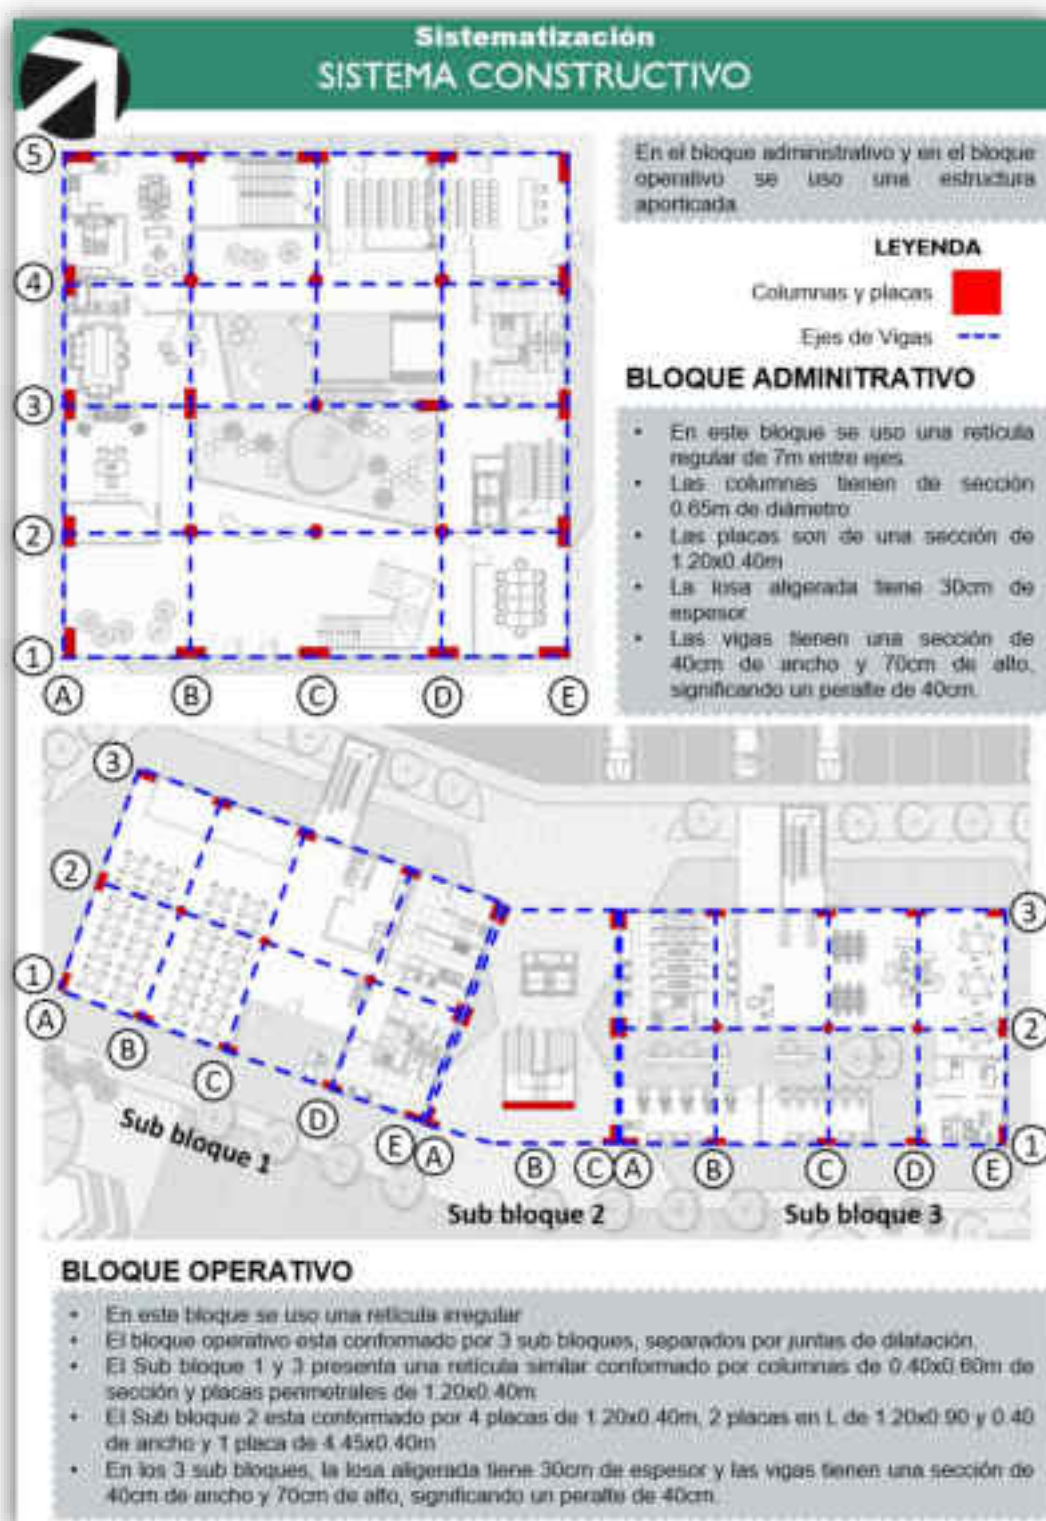 Sistematización
SISTEMA CONSTRUCTIVO
5
4
3
2
1
A B C D E
En el bloque administrativo y en el bloque
operativo se uso una estructura
aporticada
LEYENDA
Columnas y placas
Ejes de Vigas
BLOQUE ADMINITRATIVO
• En este bloque se uso una retícula
regular de 7m entre ejes
• Las columnas tienen de sección
0.65m de diámetro
• Las placas son de una sección de
1.20x0.40m
• La losa aligerada tiene 30cm de
espesor
• Las vigas tienen una sección de
40cm de ancho y 70cm de alto,
significando un peralte de 40cm.
3
2
1
A
B
C
D
E A
B
C A
B
C
D
E
3
2
1
Sub bloque 1
Sub bloque 2
Sub bloque 3
BLOQUE OPERATIVO
• En este bloque se uso una retícula irregular
• El bloque operativo esta conformado por 3 sub bloques, separados por juntas de dilatación.
• El Sub bloque 1 y 3 presenta una retícula similar conformado por columnas de 0.40x0.60m de
sección y placas perimetrales de 1.20x0.40m
• El Sub bloque 2 esta conformado por 4 placas de 1.20x0.40m, 2 placas en L de 1.20x0.90 y 0.40
de ancho y 1 placa de 4.45x0.40m
• En los 3 sub bloques, la losa aligerada tiene 30cm de espesor y las vigas tienen una sección de
40cm de ancho y 70cm de alto, significando un peralte de 40cm.